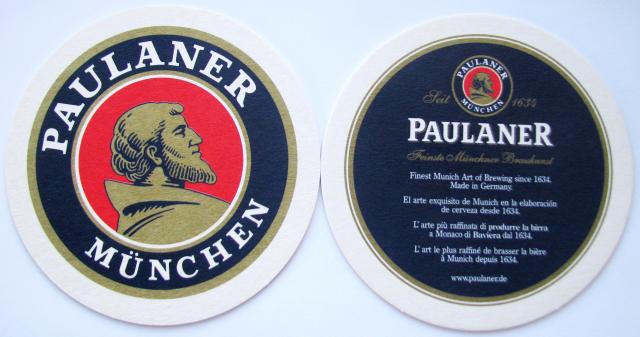 PAULANER
MÜNCHEN
PAULANER
MÜNCHEN
Seit 1634
PAULANER
Feinste Münchner Braukunst
Finest Munich Art of Brewing since 1634.
Made in Germany.
El arte exquisito de Munich en la elaboración
de cerveza desde 1634.
L'arte più raffinata di produrre la birra
a Monaco di Baviera dal 1634.
L'art le plus raffiné de brasser la bière
à Munich depuis 1634.
www.paulaner.de